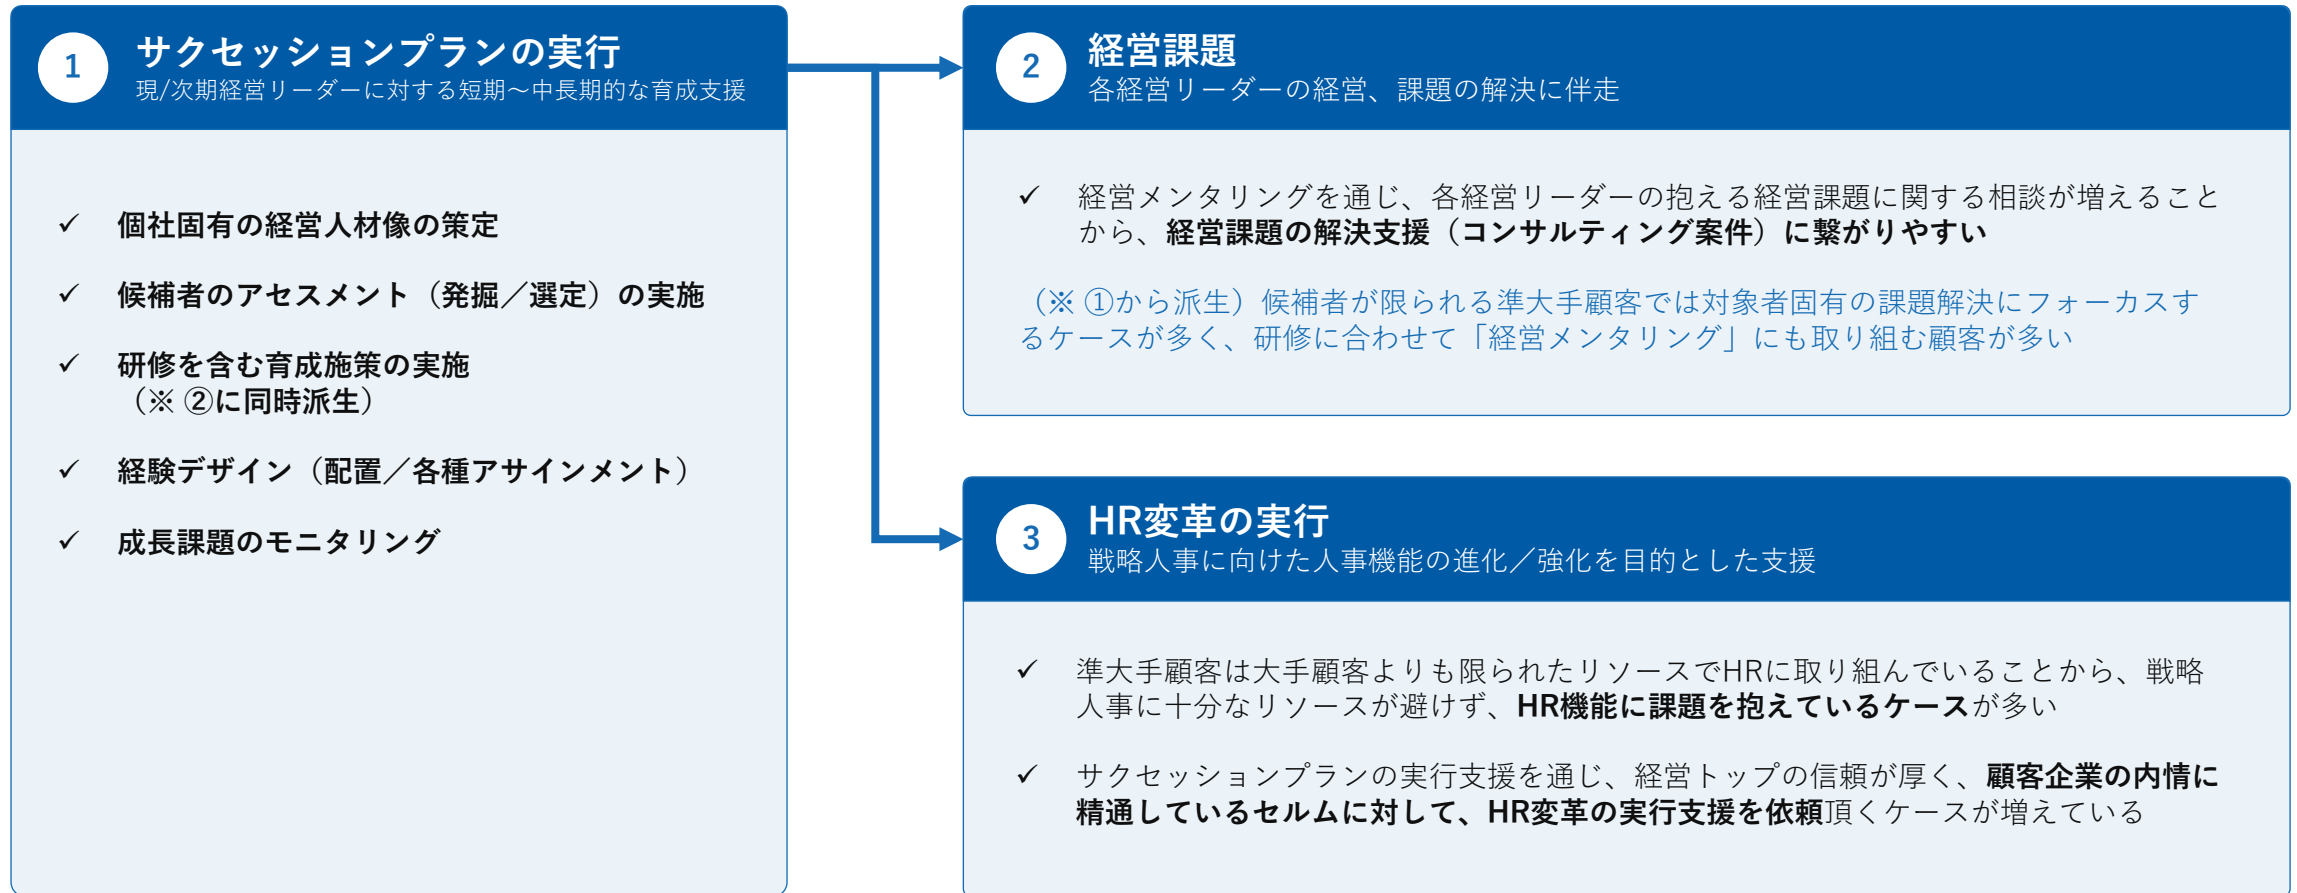 1
サクセッションプランの実行
現/次期経営リーダーに対する短期～中長期的な育成支援
✓ 個社固有の経営人材像の策定
✓ 候補者のアセスメント（発掘／選定）の実施
✓ 研修を含む育成施策の実施
（※ ②に同時派生）
✓ 経験デザイン（配置／各種アサインメント）
✓ 成長課題のモニタリング
2
経営課題
各経営リーダーの経営、課題の解決に伴走
✓ 経営メンタリングを通じ、各経営リーダーの抱える経営課題に関する相談が増えること
から、経営課題の解決支援（コンサルティング案件）に繋がりやすい
（※ ①から派生）候補者が限られる準大手顧客では対象者固有の課題解決にフォーカスす
るケースが多く、研修に合わせて「経営メンタリング」にも取り組む顧客が多い
3
HR変革の実行
戦略人事に向けた人事機能の進化／強化を目的とした支援
✓ 準大手顧客は大手顧客よりも限られたリソースでHRに取り組んでいることから、戦略
人事に十分なリソースが避けず、HR機能に課題を抱えているケースが多い
✓ サクセッションプランの実行支援を通じ、経営トップの信頼が厚く、顧客企業の内情に
精通しているセルムに対して、HR変革の実行支援を依頼頂くケースが増えている